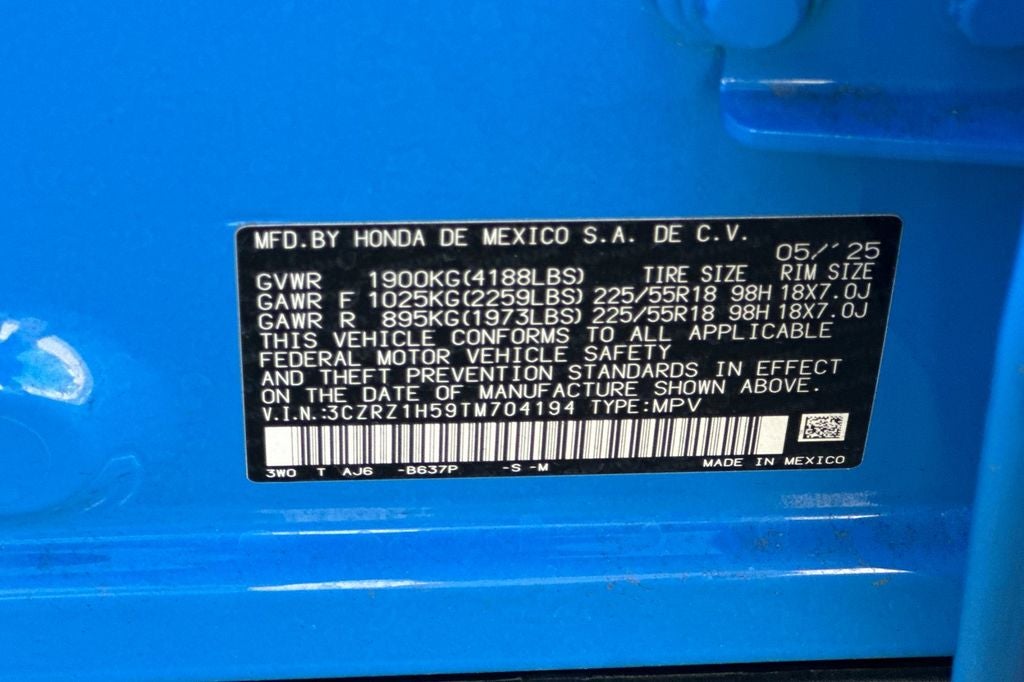 MFD.BY HONDA DE MEXICO S.A. DE C.V.
05/'25
GVWR 1900KG(4188LBS) TIRE SIZE RIM SIZE
GAWR F 1025KG(2259LBS) 225/55R18 98H 18X7.0J
GAWR R 895KG(1973LBS) 225/55R18 98H 18X7.0J
THIS VEHICLE CONFORMS TO ALL APPLICABLE
FEDERAL MOTOR VEHICLE SAFETY
AND THEFT PREVENTION STANDARDS IN EFFECT
ON THE DATE OF MANUFACTURE SHOWN ABOVE.
V.I.N.:3CZRZ1H59TM704194 TYPE:MPV
3W0 T AJ6 -B637P -S -M MADE IN MEXICO